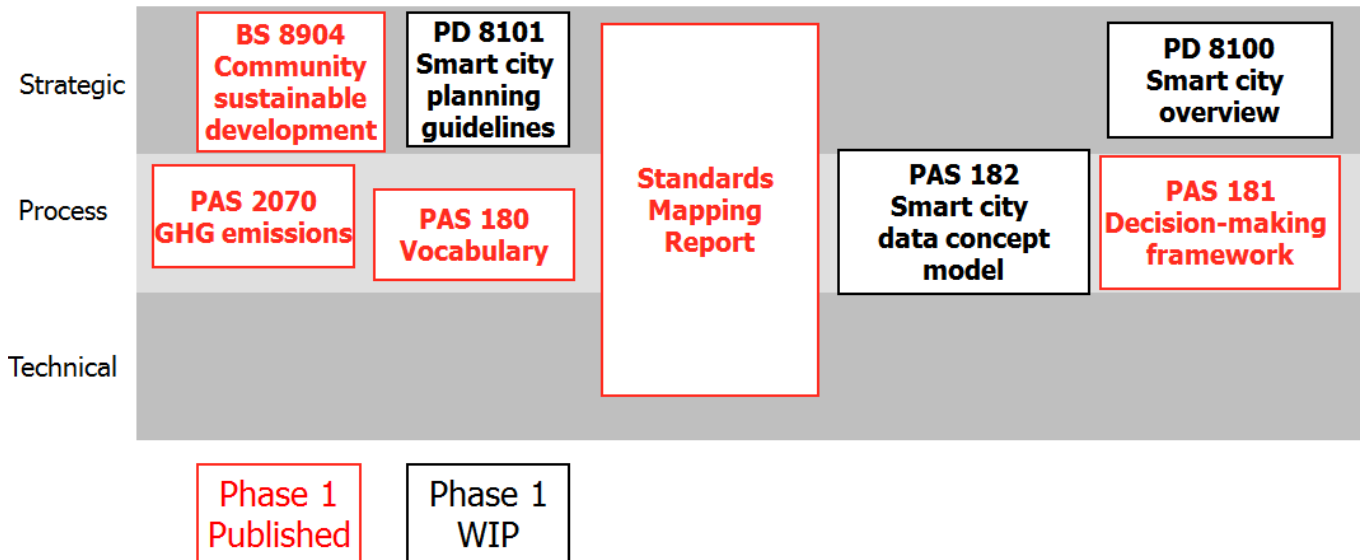 Strategic
BS 8904
Community
sustainable
development
PD 8101
Smart city
planning
guidelines
PD 8100
Smart city
overview
Process
PAS 2070
GHG emissions
PAS 180
Vocabulary
Standards
Mapping
Report
PAS 182
Smart city
data concept
model
PAS 181
Decision-making
framework
Technical
Phase 1
Published
Phase 1
WIP